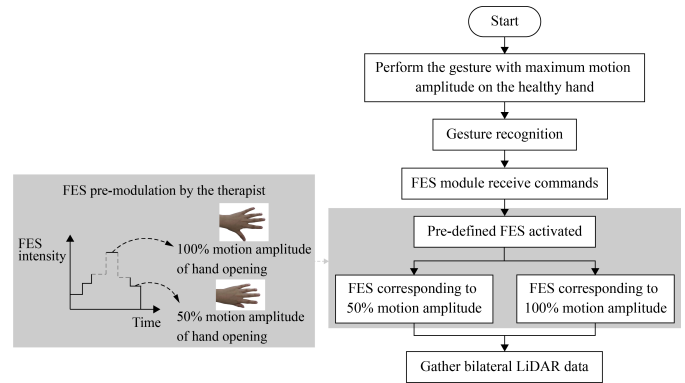 Start
Perform the gesture with maximum motion
amplitude on the healthy hand
Gesture recognition
FES module receive commands
FES pre-modulation by the therapist
FES
intensity
100% motion amplitude
of hand opening
50% motion amplitude
of hand opening
Time
Pre-defined FES activated
FES corresponding to
50% motion amplitude
FES corresponding to
100% motion amplitude
Gather bilateral LiDAR data